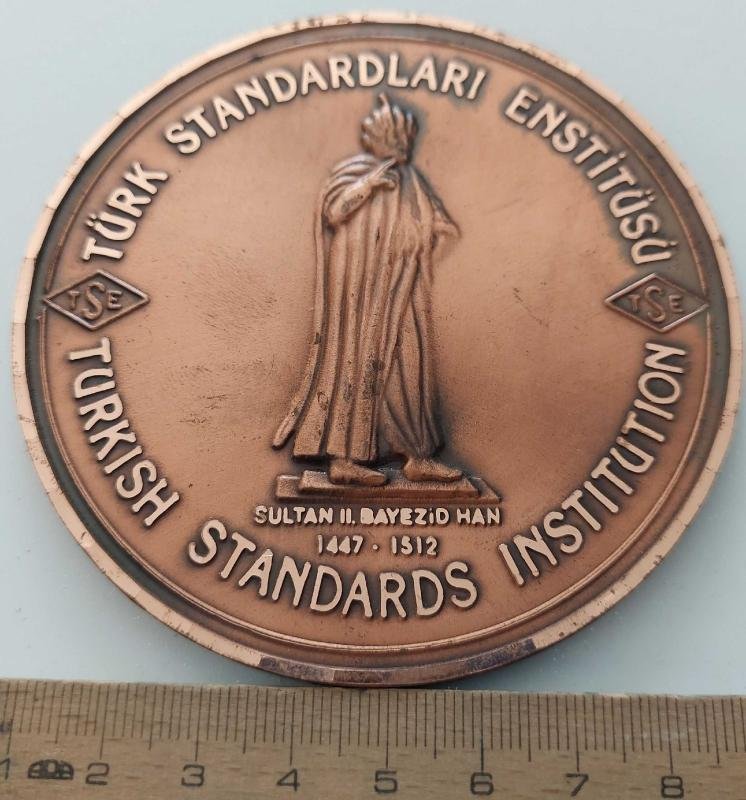 TÜRK STANDARDLARI ENSTİTÜSÜ
TSE
TSE
SULTAN II. BAYEZİD HAN
1447 · 1512
TURKISH STANDARDS INSTITUTION
1 2 3 4 5 6 7 8